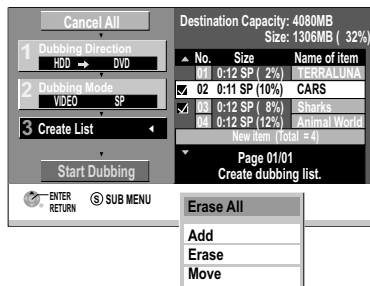 Cancel All
1 Dubbing Direction
HDD ➡ DVD
2 Dubbing Mode
VIDEO SP
3 Create List
Start Dubbing
Destination Capacity: 4080MB
Size: 1306MB ( 32%)
No. Size Name of item
01 0:12 SP ( 2%) TERRALUNA
02 0:11 SP (10%) CARS
03 0:12 SP ( 8%) Sharks
04 0:12 SP (12%) Animal World
New item (Total = 4)
Page 01/01
Create dubbing list.
ENTER
RETURN
S SUB MENU
Erase All
Add
Erase
Move